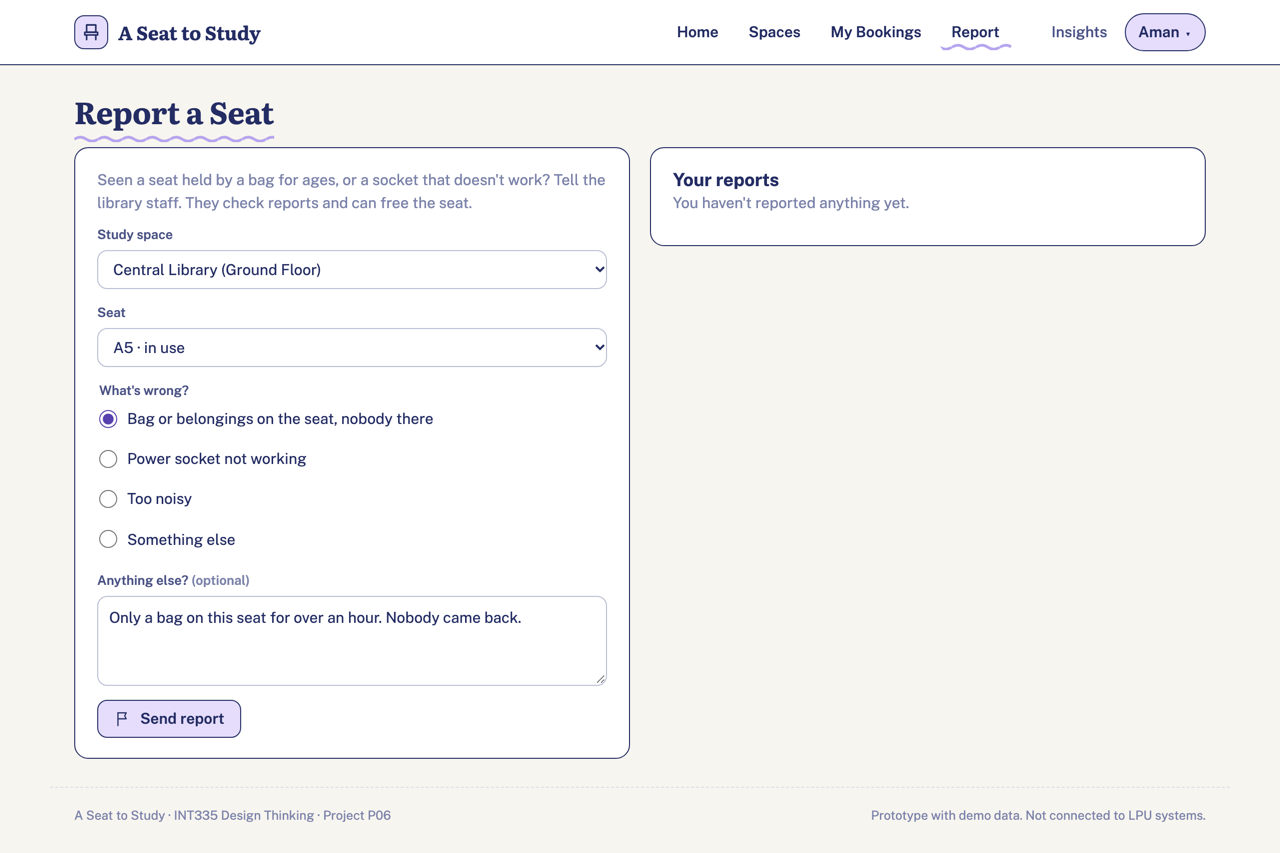 A Seat to Study
Home
Spaces
My Bookings
Report
Insights
Aman
Report a Seat
Seen a seat held by a bag for ages, or a socket that doesn't work? Tell the
library staff. They check reports and can free the seat.
Study space
Central Library (Ground Floor)
Seat
A5 · in use
What's wrong?
Bag or belongings on the seat, nobody there
Power socket not working
Too noisy
Something else
Anything else? (optional)
Only a bag on this seat for over an hour. Nobody came back.
Send report
Your reports
You haven't reported anything yet.
A Seat to Study · INT335 Design Thinking · Project P06
Prototype with demo data. Not connected to LPU systems.